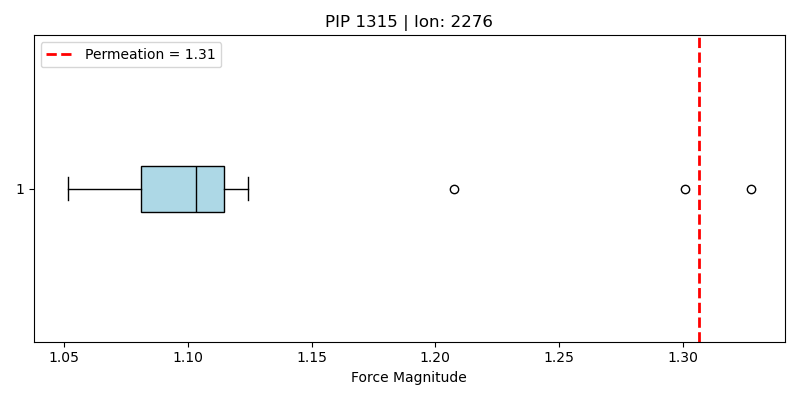 PIP 1315 | Ion: 2276
Permeation = 1.31
1
1.05 1.10 1.15 1.20 1.25 1.30
Force Magnitude